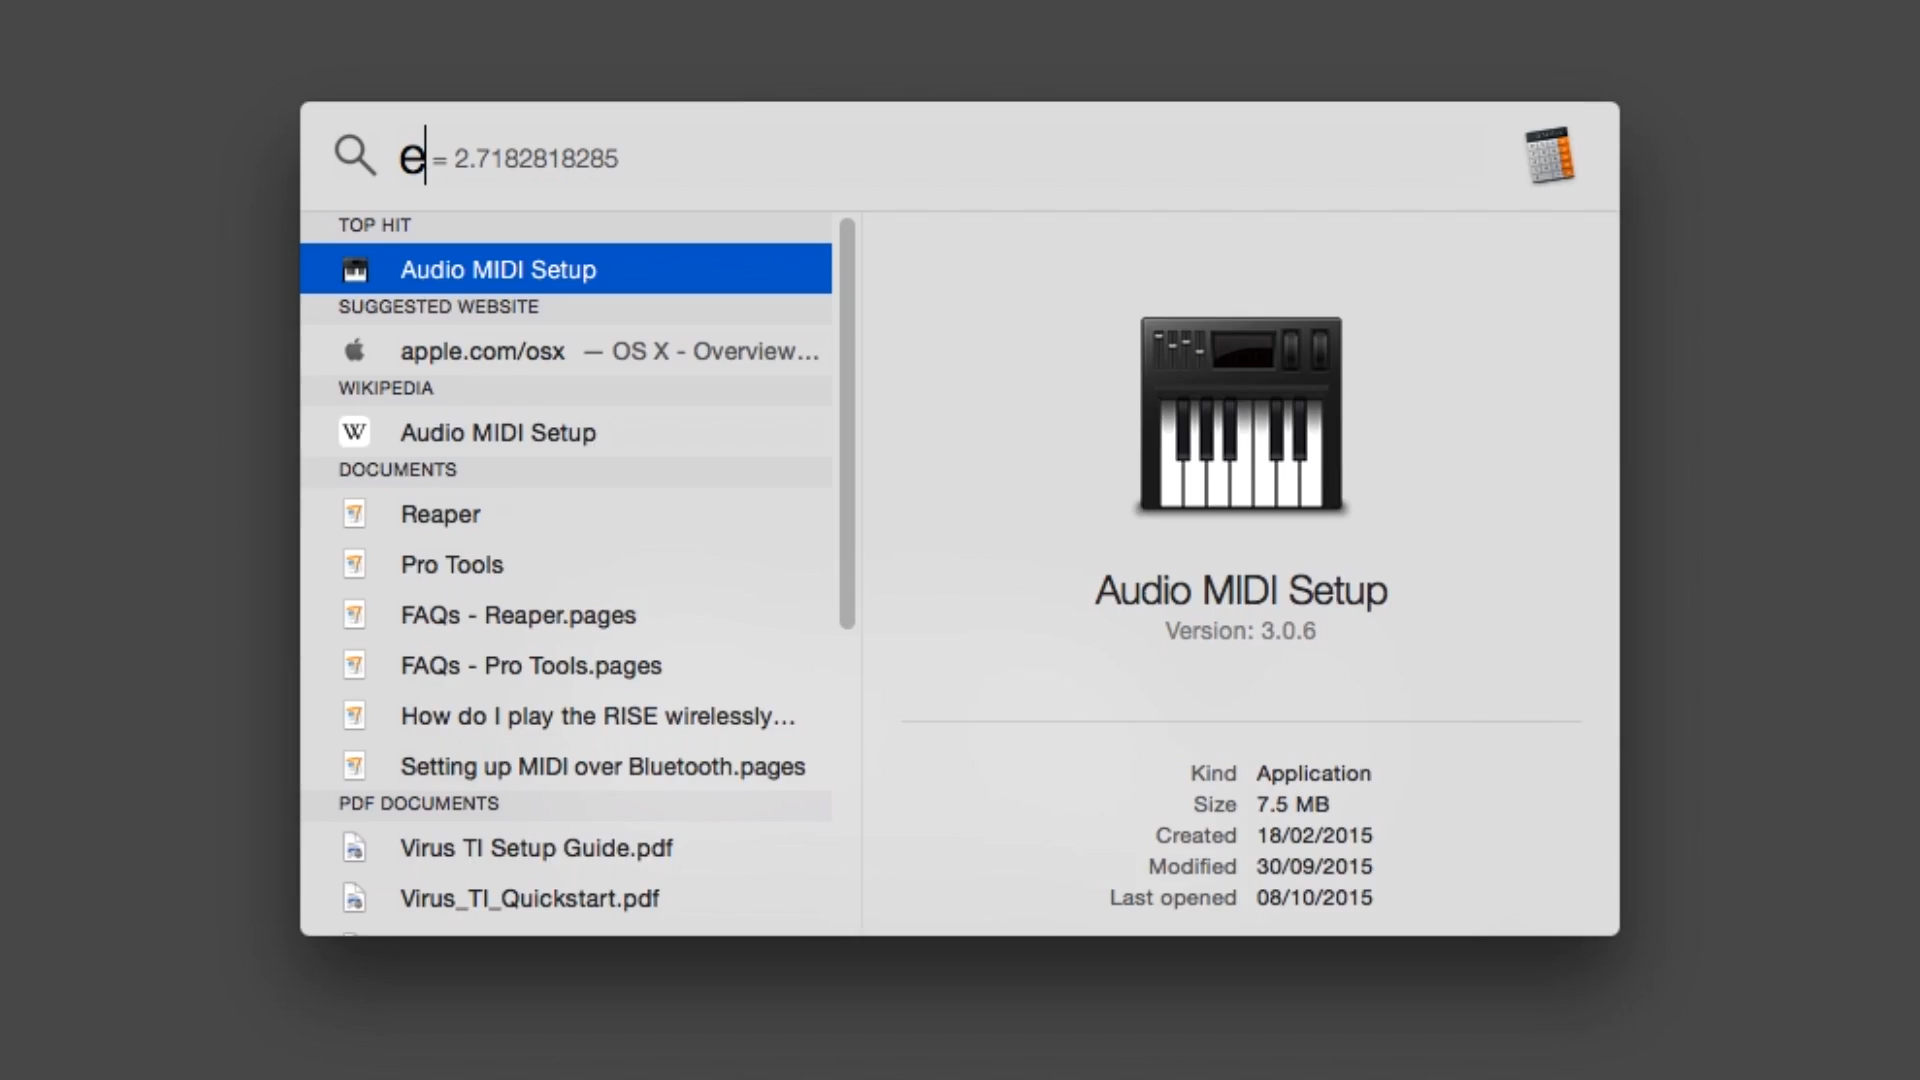 e = 2.7182818285
TOP HIT
Audio MIDI Setup
SUGGESTED WEBSITE
apple.com/osx — OS X - Overview...
WIKIPEDIA
W Audio MIDI Setup
DOCUMENTS
Reaper
Pro Tools
FAQs - Reaper.pages
FAQs - Pro Tools.pages
How do I play the RISE wirelessly...
Setting up MIDI over Bluetooth.pages
PDF DOCUMENTS
Virus TI Setup Guide.pdf
Virus_TI_Quickstart.pdf
Audio MIDI Setup
Version: 3.0.6
Kind Application
Size 7.5 MB
Created 18/02/2015
Modified 30/09/2015
Last opened 08/10/2015